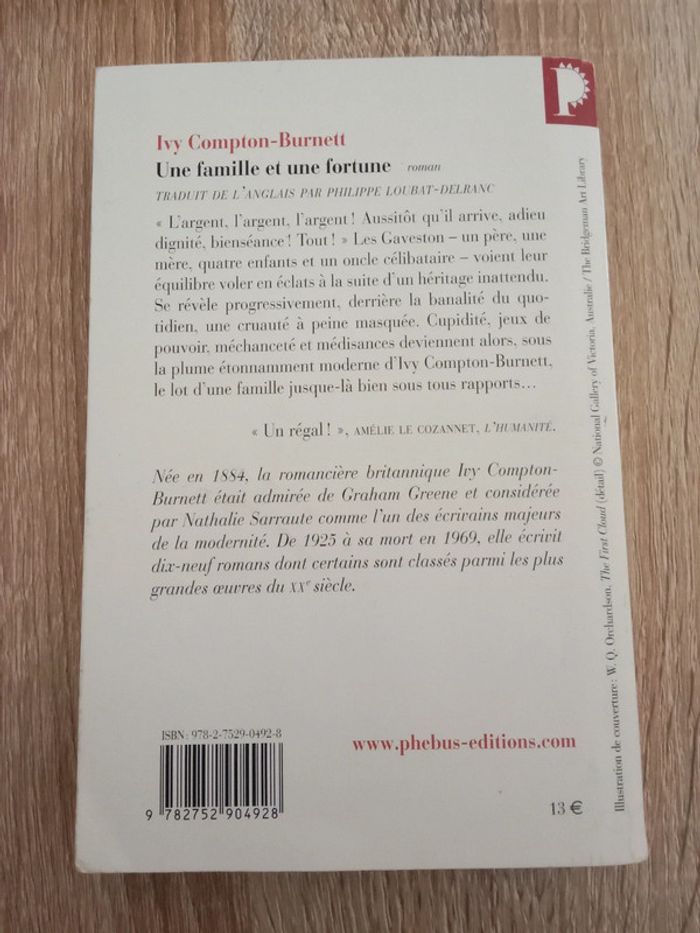 P
Ivy Compton-Burnett
Une famille et une fortune roman
TRADUIT DE L'ANGLAIS PAR PHILIPPE LOUBAT-DELRANC
« L'argent, l'argent, l'argent ! Aussitôt qu'il arrive, adieu
dignité, bienséance ! Tout ! » Les Gaveston – un père, une
mère, quatre enfants et un oncle célibataire – voient leur
équilibre voler en éclats à la suite d'un héritage inattendu.
Se révèle progressivement, derrière la banalité du quo-
tidien, une cruauté à peine masquée. Cupidité, jeux de
pouvoir, méchanceté et médisances deviennent alors, sous
la plume étonnamment moderne d'Ivy Compton-Burnett,
le lot d'une famille jusque-là bien sous tous rapports…
« Un régal ! », AMÉLIE LE COZANNET, L'HUMANITÉ.
Née en 1884, la romancière britannique Ivy Compton-
Burnett était admirée de Graham Greene et considérée
par Nathalie Sarraute comme l'un des écrivains majeurs
de la modernité. De 1925 à sa mort en 1969, elle écrivit
dix-neuf romans dont certains sont classés parmi les plus
grandes œuvres du XXe siècle.
ISBN : 978-2-7529-0492-8
9 782752 904928
www.phebus-editions.com
13 €
Illustration de couverture : W. Q. Orchardson, The First Cloud (détail) © National Gallery of Victoria, Australie / The Bridgeman Art Library